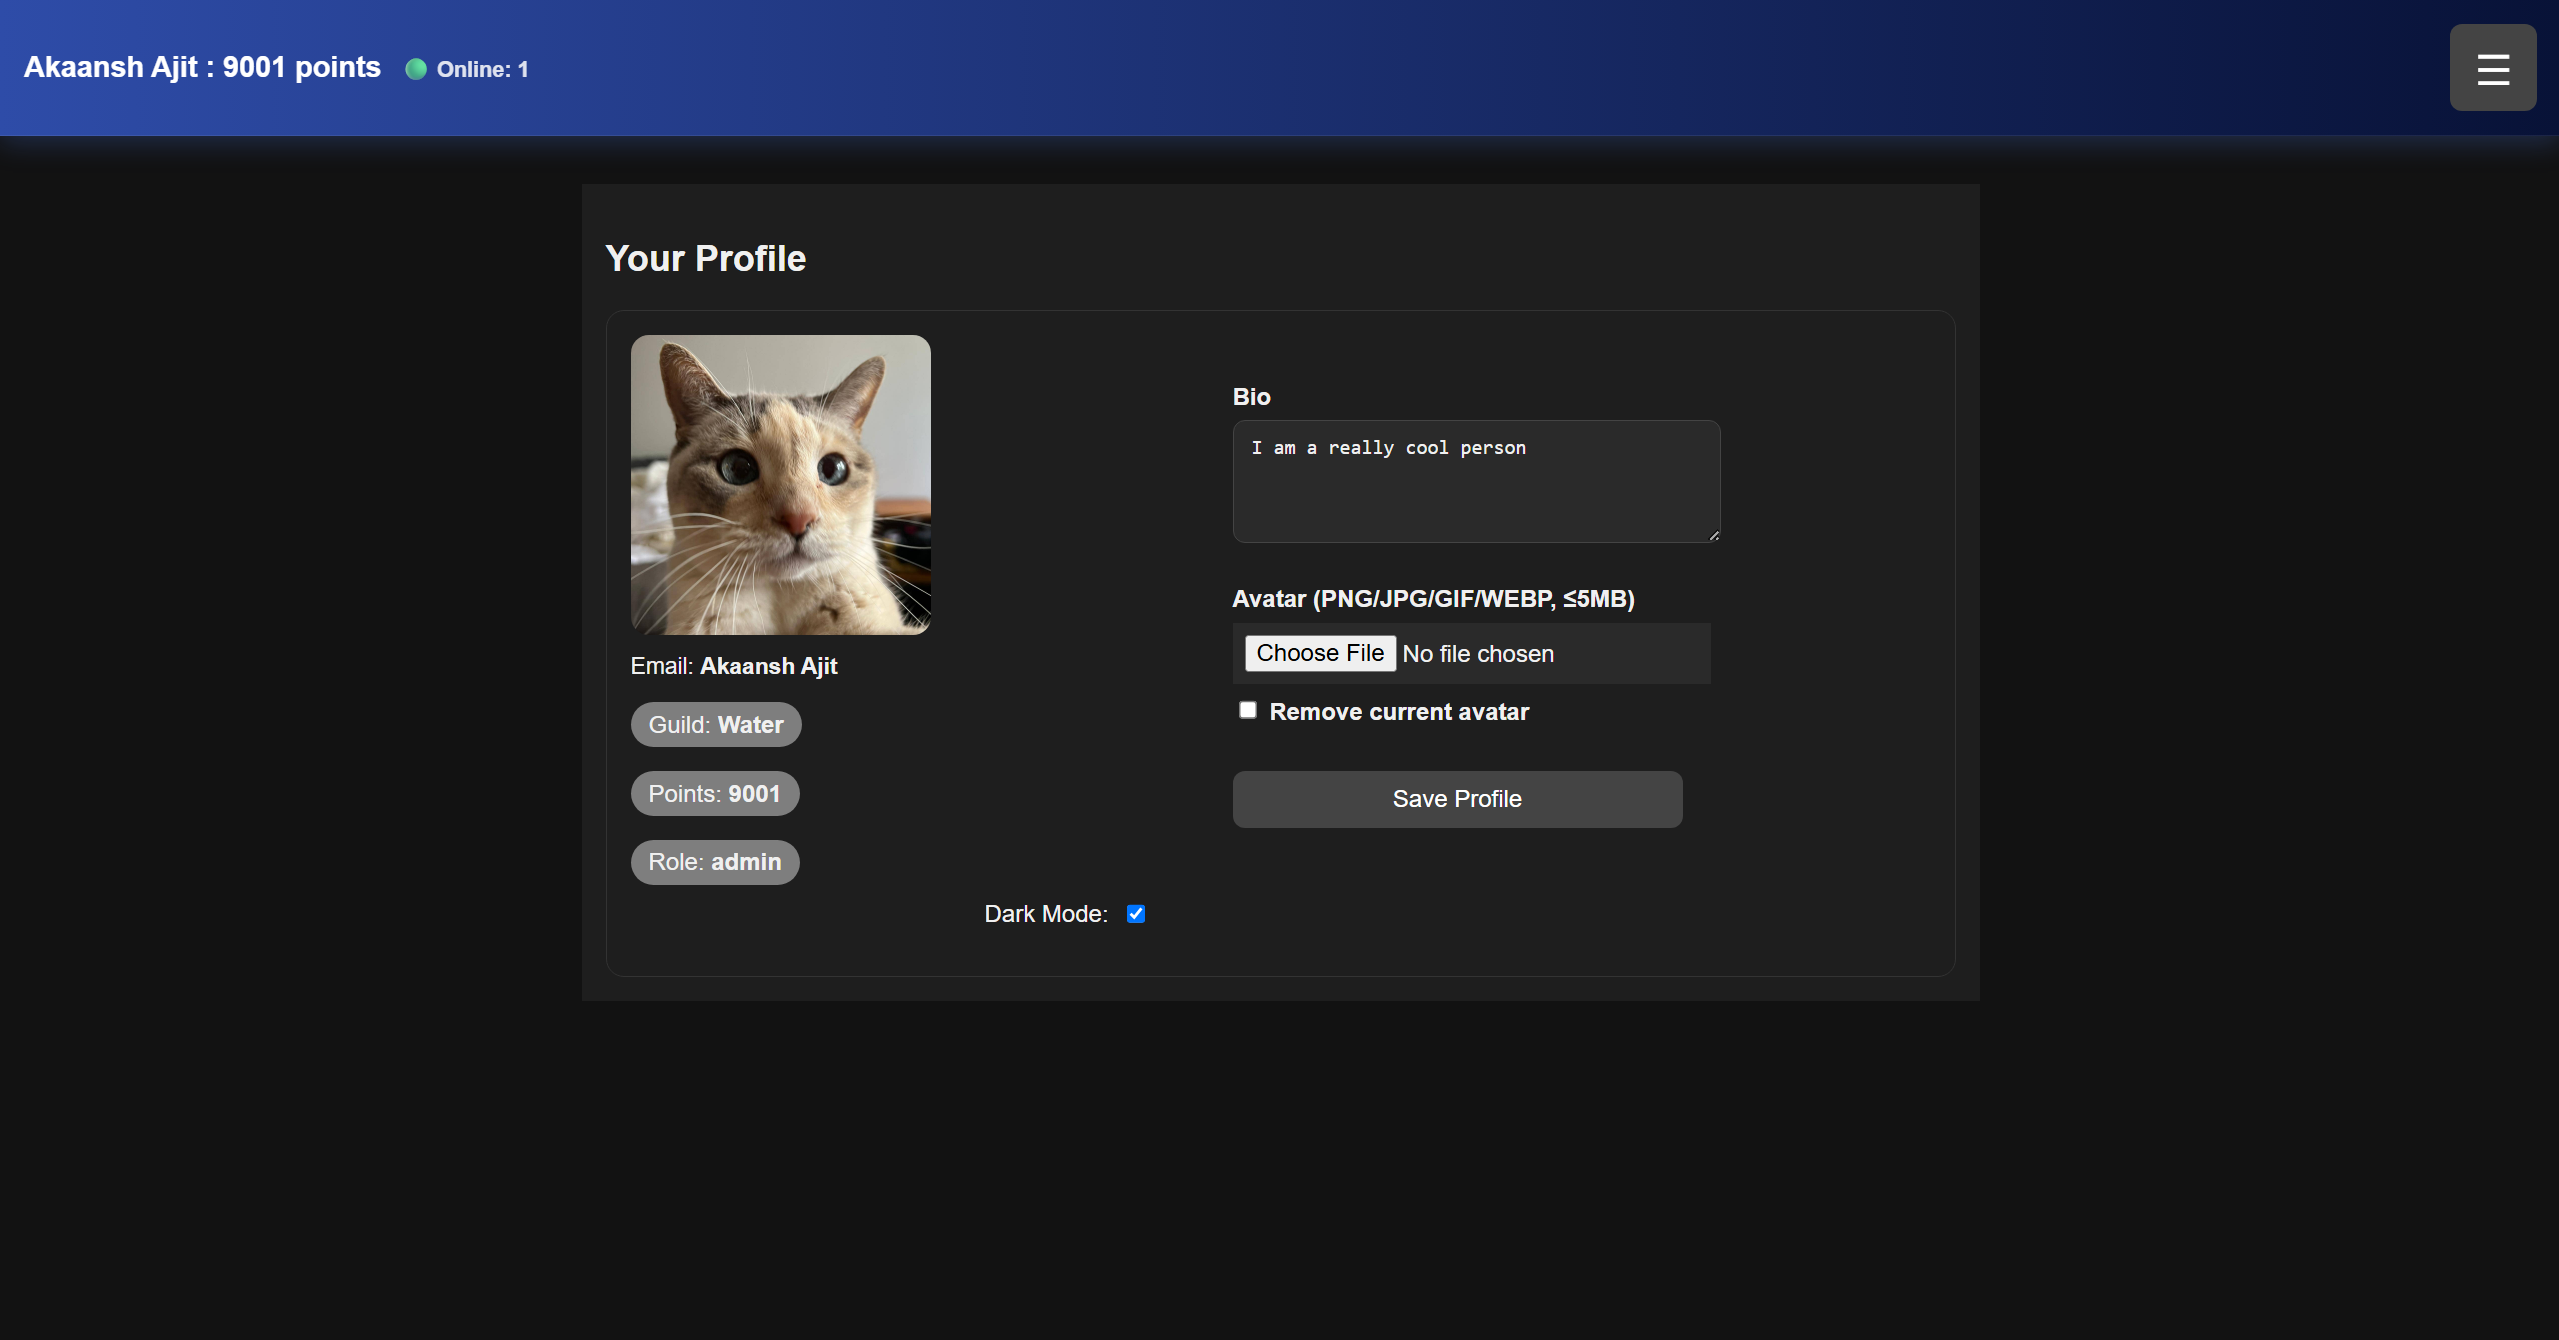 Akaansh Ajit : 9001 points Online: 1
Your Profile
Email: Akaansh Ajit
Guild: Water
Points: 9001
Role: admin
Bio
I am a really cool person
Avatar (PNG/JPG/GIF/WEBP, ≤5MB)
Choose File No file chosen
Remove current avatar
Save Profile
Dark Mode: